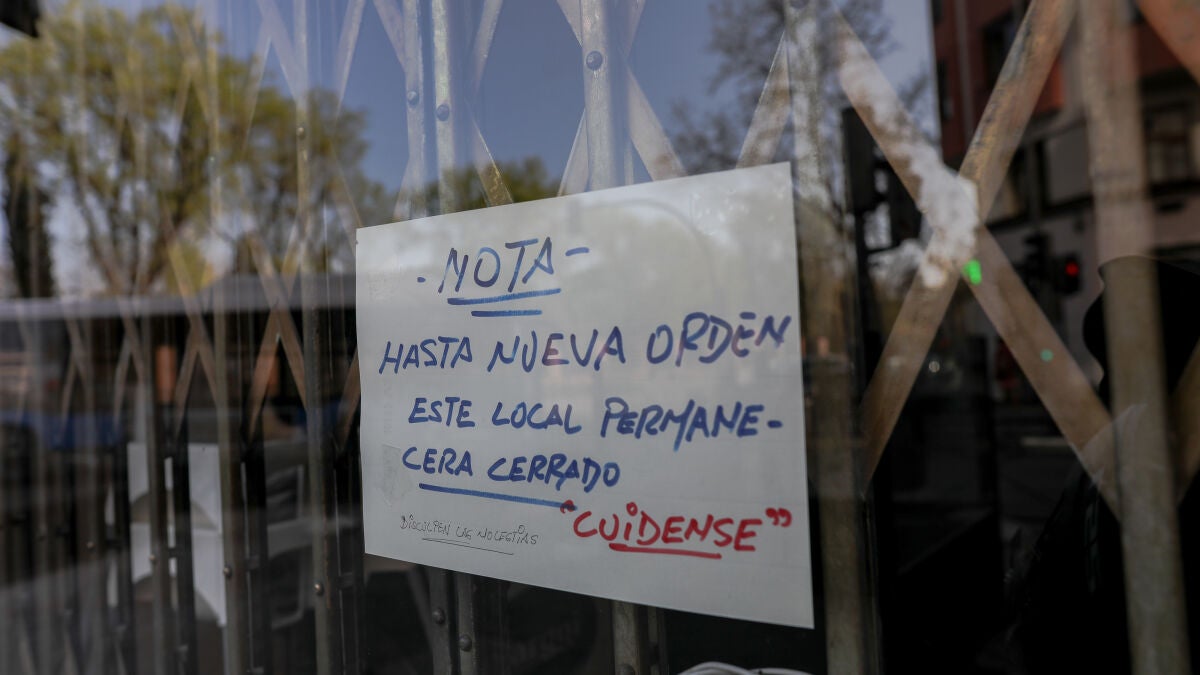 - NOTA -
HASTA NUEVA ORDEN
ESTE LOCAL PERMANE-
CERA CERRADO
"CUiDENSE"
DISCULPEN LAS MOLESTIAS